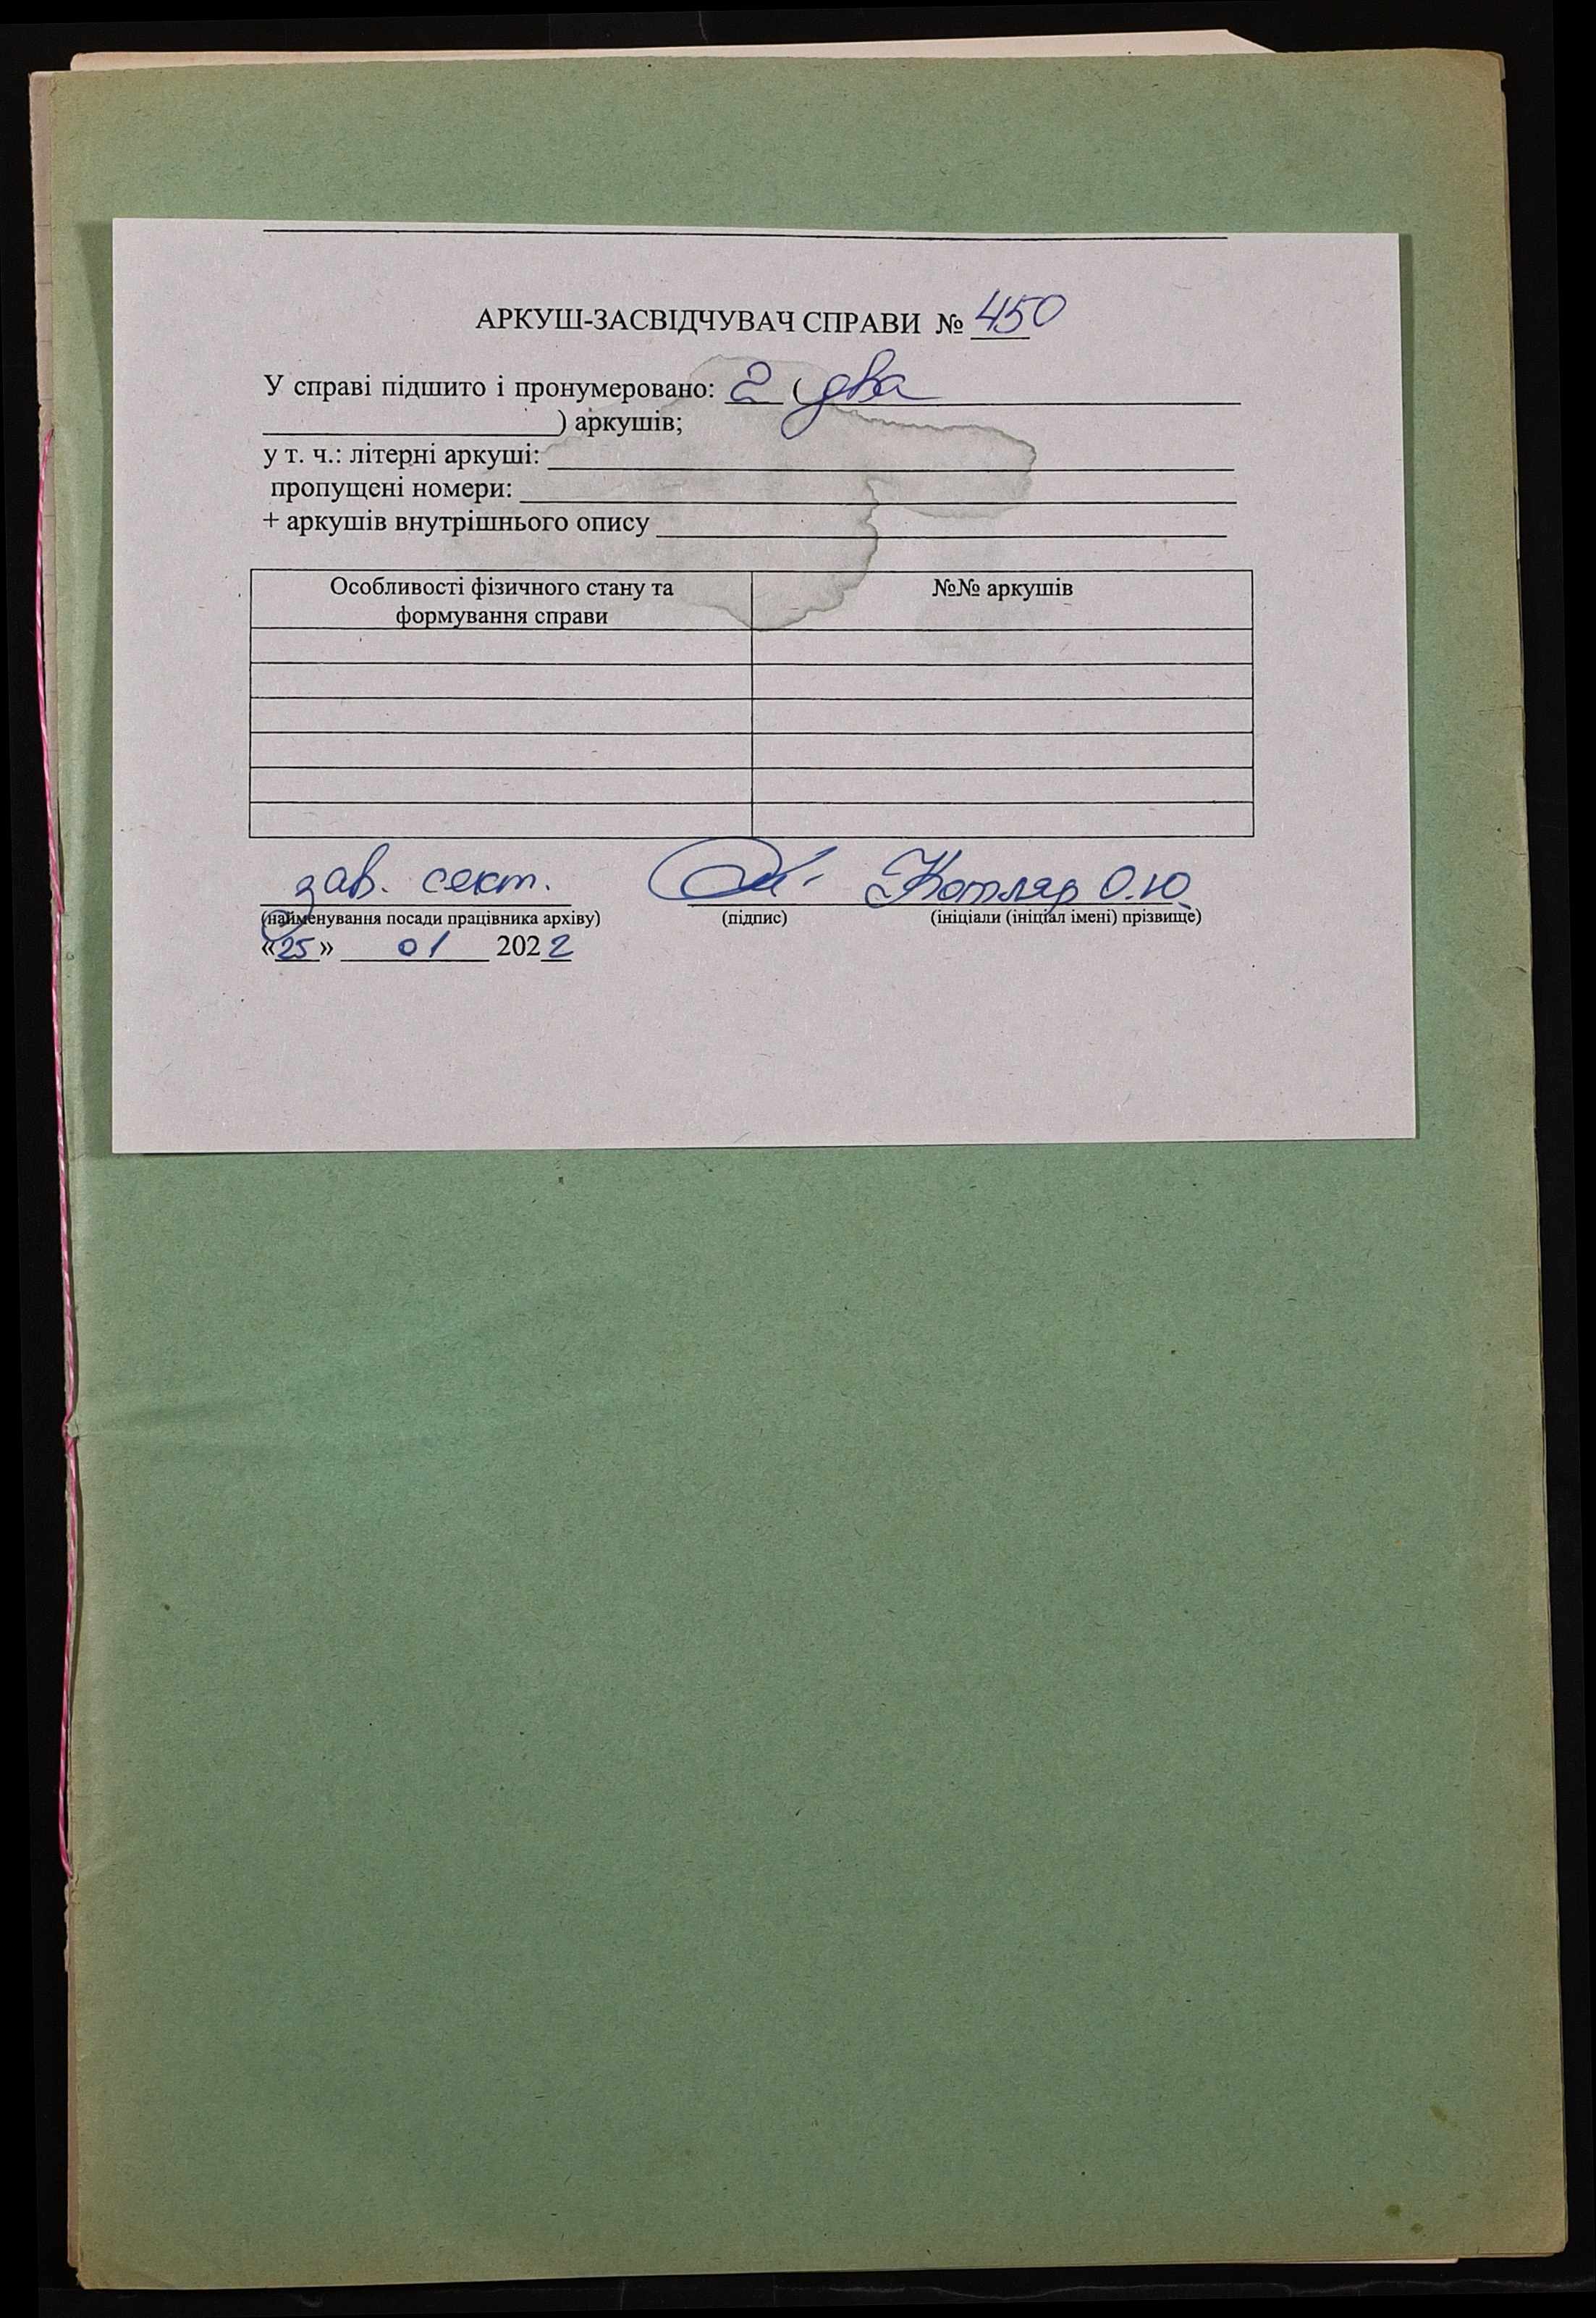 АРКУШ-ЗАСВІДЧУВАЧ СПРАВИ № 450
У справі підшито і пронумеровано: 2 (два
) аркушів;
у т. ч.: літерні аркуші:
пропущені номери:
+ аркушів внутрішнього опису
Особливості фізичного стану та формування справи
№№ аркушів
зав. сект. Котляр О.Ю.
(найменування посади працівника архіву) (підпис) (ініціали (ініціал імені) прізвище)
«25» 01 2022